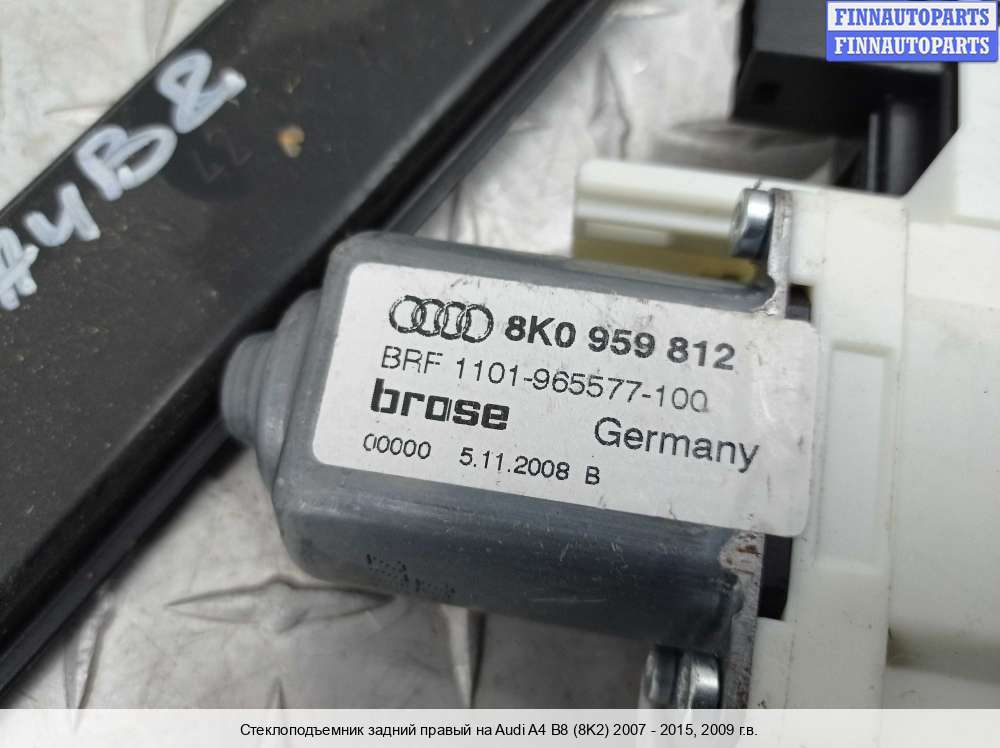 FINNAUTOPARTS
FINNAUTOPARTS
A4B8
8K0 959 812
BRF 1101-965577-100
brose
Germany
00000 5.11.2008 B
Стеклоподъемник задний правый на Audi A4 B8 (8K2) 2007 - 2015, 2009 г.в.